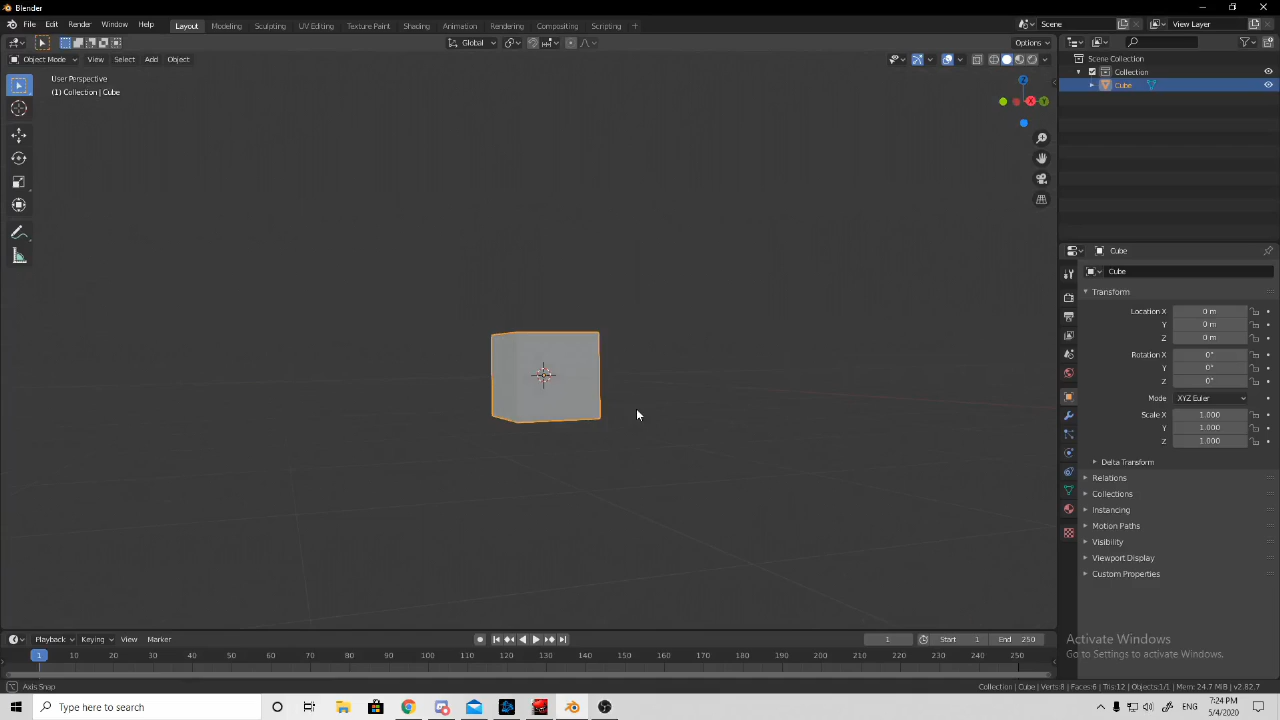 Blender
File Edit Render Window Help Layout Modeling Sculpting UV Editing Texture Paint Shading Animation Rendering Compositing Scripting + Scene View Layer
Global Options
Object Mode View Select Add Object
User Perspective
(1) Collection | Cube
Z
X Y
Scene Collection
Collection
Cube
Cube
Cube
Transform
Location X 0 m
Y 0 m
Z 0 m
Rotation X 0°
Y 0°
Z 0°
Mode XYZ Euler
Scale X 1.000
Y 1.000
Z 1.000
Delta Transform
Relations
Collections
Instancing
Motion Paths
Visibility
Viewport Display
Custom Properties
Playback Keying View Marker 1 Start 1 End 250
1 10 20 30 40 50 60 70 80 90 100 110 120 130 140 150 160 170 180 190 200 210 220 230 240 250
Activate Windows
Go to Settings to activate Windows.
Axis Snap Collection | Cube | Verts:8 | Faces:6 | Tris:12 | Objects:1/1 | Mem: 24.7 MiB | v2.82.7
Type here to search ENG 7:24 PM
5/4/2020